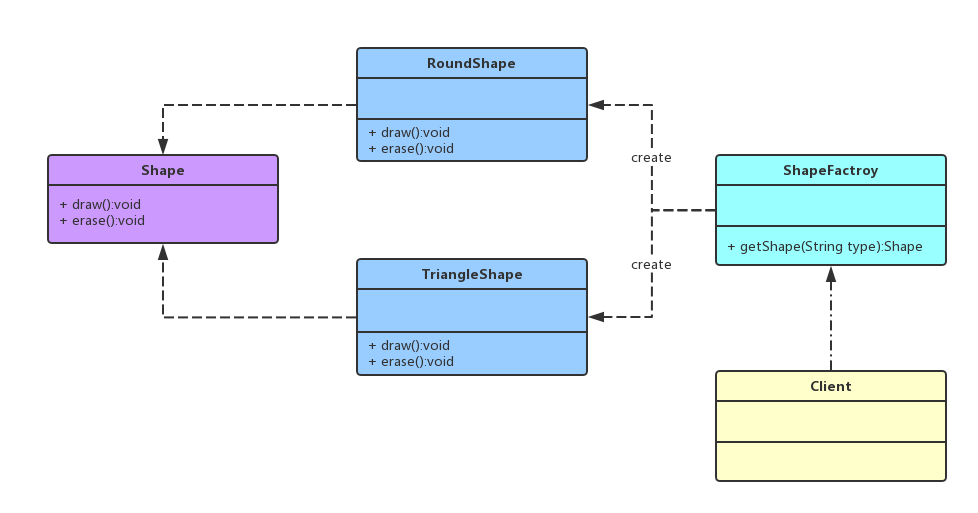 RoundShape
+ draw():void
+ erase():void
create
Shape
+ draw():void
+ erase():void
ShapeFactroy
+ getShape(String type):Shape
create
TriangleShape
+ draw():void
+ erase():void
Client